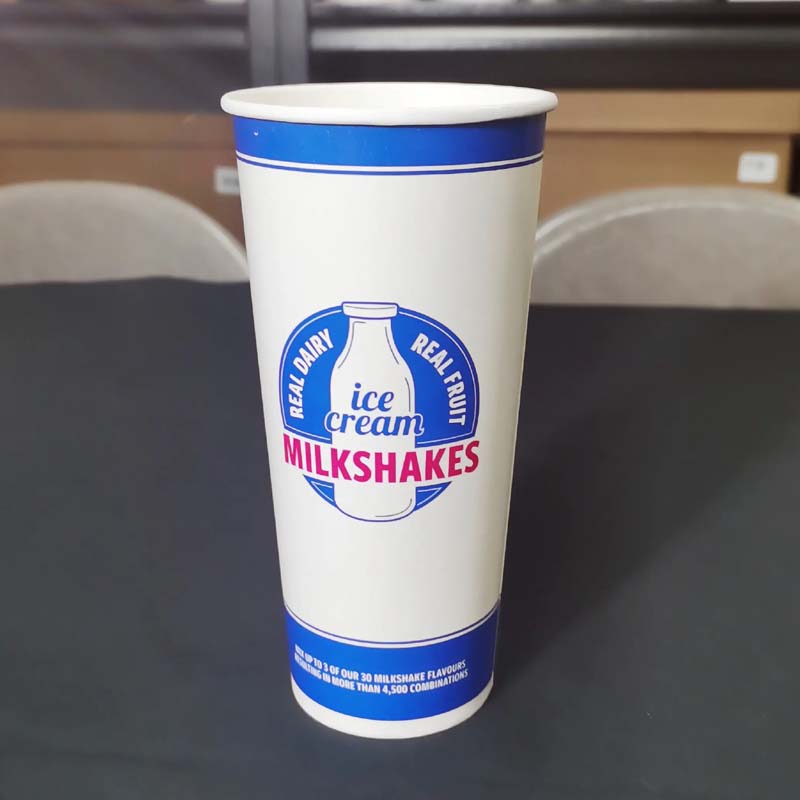 REAL DAIRY
REAL FRUIT
ice
cream
MILKSHAKES
MIX UP TO 3 OF OUR 30 MILKSHAKE FLAVOURS
RESULTING IN MORE THAN 4,500 COMBINATIONS